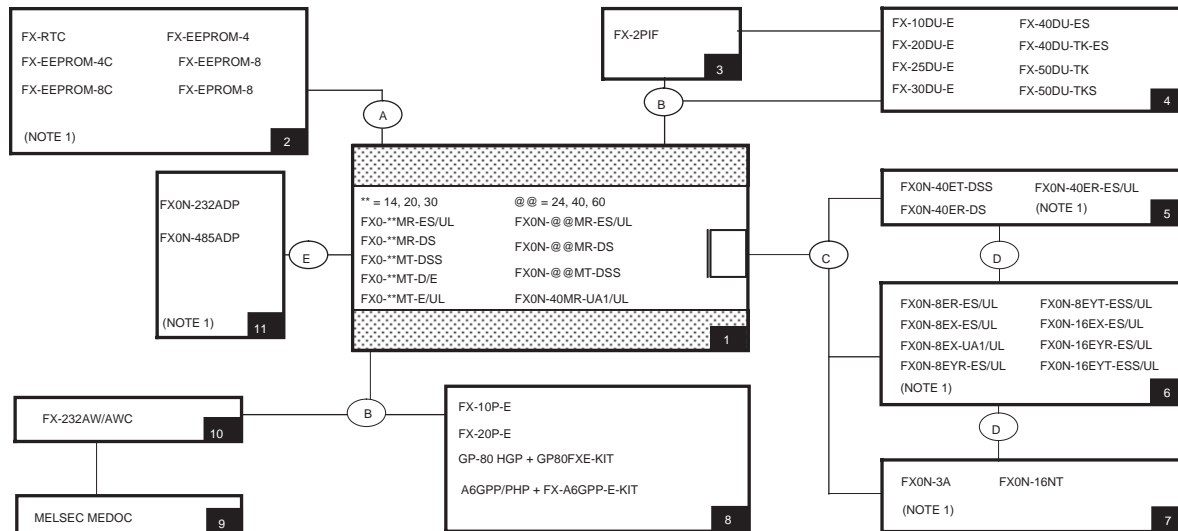 FX-RTC FX-EEPROM-4
FX-EEPROM-4C FX-EEPROM-8
FX-EEPROM-8C FX-EPROM-8
(NOTE 1)
2
A
FX-2PIF
3
B
FX-10DU-E FX-40DU-ES
FX-20DU-E FX-40DU-TK-ES
FX-25DU-E FX-50DU-TK
FX-30DU-E FX-50DU-TKS
4
FX0N-232ADP
FX0N-485ADP
(NOTE 1)
11
E
** = 14, 20, 30 @@ = 24, 40, 60
FX0-**MR-ES/UL FX0N-@@MR-ES/UL
FX0-**MR-DS FX0N-@@MR-DS
FX0-**MT-DSS FX0N-@@MT-DSS
FX0-**MT-D/E
FX0-**MT-E/UL FX0N-40MR-UA1/UL
1
C
FX0N-40ET-DSS FX0N-40ER-ES/UL
FX0N-40ER-DS (NOTE 1)
5
D
FX0N-8ER-ES/UL FX0N-8EYT-ESS/UL
FX0N-8EX-ES/UL FX0N-16EX-ES/UL
FX0N-8EX-UA1/UL FX0N-16EYR-ES/UL
FX0N-8EYR-ES/UL FX0N-16EYT-ESS/UL
(NOTE 1)
6
D
FX0N-3A FX0N-16NT
(NOTE 1)
7
B
FX-232AW/AWC
10
MELSEC MEDOC
9
FX-10P-E
FX-20P-E
GP-80 HGP + GP80FXE-KIT
A6GPP/PHP + FX-A6GPP-E-KIT
8